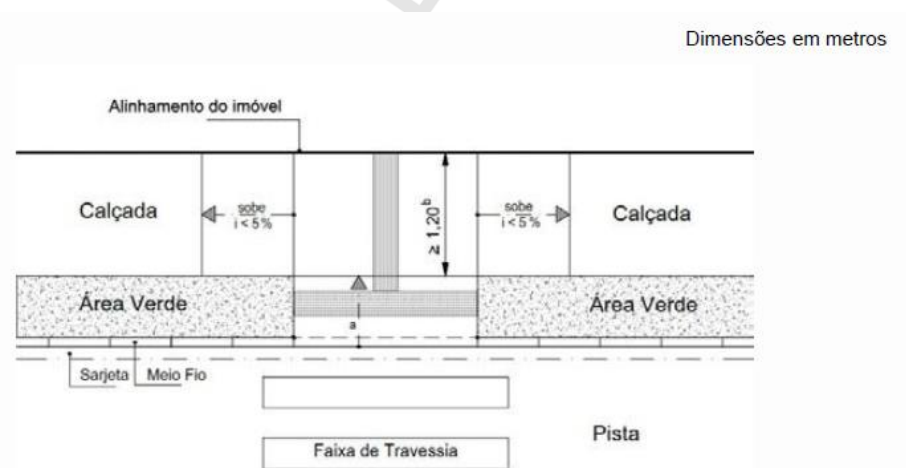 Dimensões em metros
Alinhamento do imóvel
Calçada
sobe
i < 5%
≥ 1,20ᵇ
sobe
i < 5%
Calçada
Área Verde
Área Verde
a
Sarjeta
Meio Fio
Pista
Faixa de Travessia